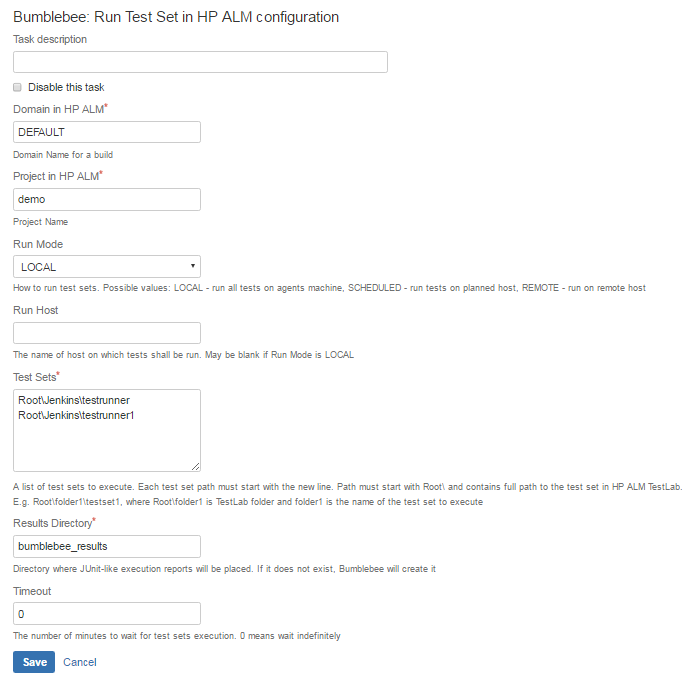 Bumblebee: Run Test Set in HP ALM configuration
Task description
Disable this task
Domain in HP ALM*
DEFAULT
Domain Name for a build
Project in HP ALM*
demo
Project Name
Run Mode
LOCAL
How to run test sets. Possible values: LOCAL - run all tests on agents machine, SCHEDULED - run tests on planned host, REMOTE - run on remote host
Run Host
The name of host on which tests shall be run. May be blank if Run Mode is LOCAL
Test Sets*
Root\Jenkins\testrunner
Root\Jenkins\testrunner1
A list of test sets to execute. Each test set path must start with the new line. Path must start with Root\ and contains full path to the test set in HP ALM TestLab.
E.g. Root\folder1\testset1, where Root\folder1 is TestLab folder and folder1 is the name of the test set to execute
Results Directory*
bumblebee_results
Directory where JUnit-like execution reports will be placed. If it does not exist, Bumblebee will create it
Timeout
0
The number of minutes to wait for test sets execution. 0 means wait indefinitely
Save Cancel